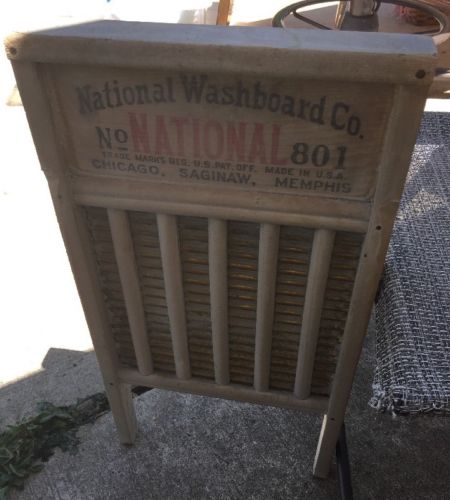 National Washboard Co.
No NATIONAL 801
TRADE MARKS REG. U.S. PAT. OFF. MADE IN U.S.A.
CHICAGO, SAGINAW, MEMPHIS